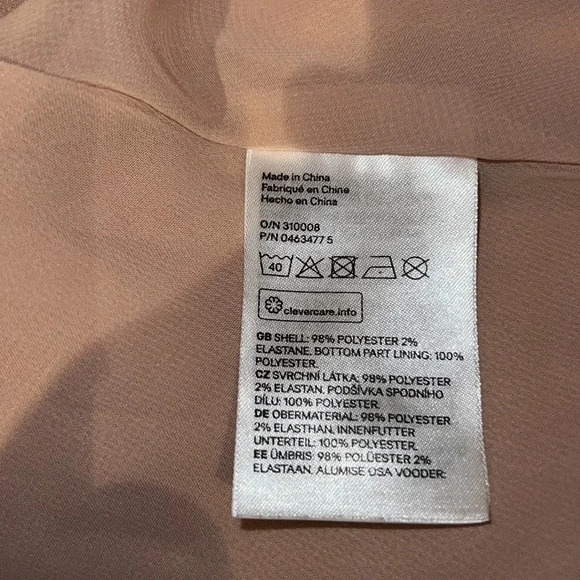 Made in China
Fabriqué en Chine
Hecho en China
O/N 310008
P/N 0463477 5
40
clevercare.info
GB SHELL: 98% POLYESTER 2%
ELASTANE. BOTTOM PART LINING: 100%
POLYESTER.
CZ SVRCHNÍ LÁTKA: 98% POLYESTER
2% ELASTAN. PODŠÍVKA SPODNÍHO
DÍLU: 100% POLYESTER.
DE OBERMATERIAL: 98% POLYESTER
2% ELASTHAN. INNENFUTTER
UNTERTEIL: 100% POLYESTER.
EE ÜMBRIS: 98% POLÜESTER 2%
ELASTAAN. ALUMISE OSA VOODER: